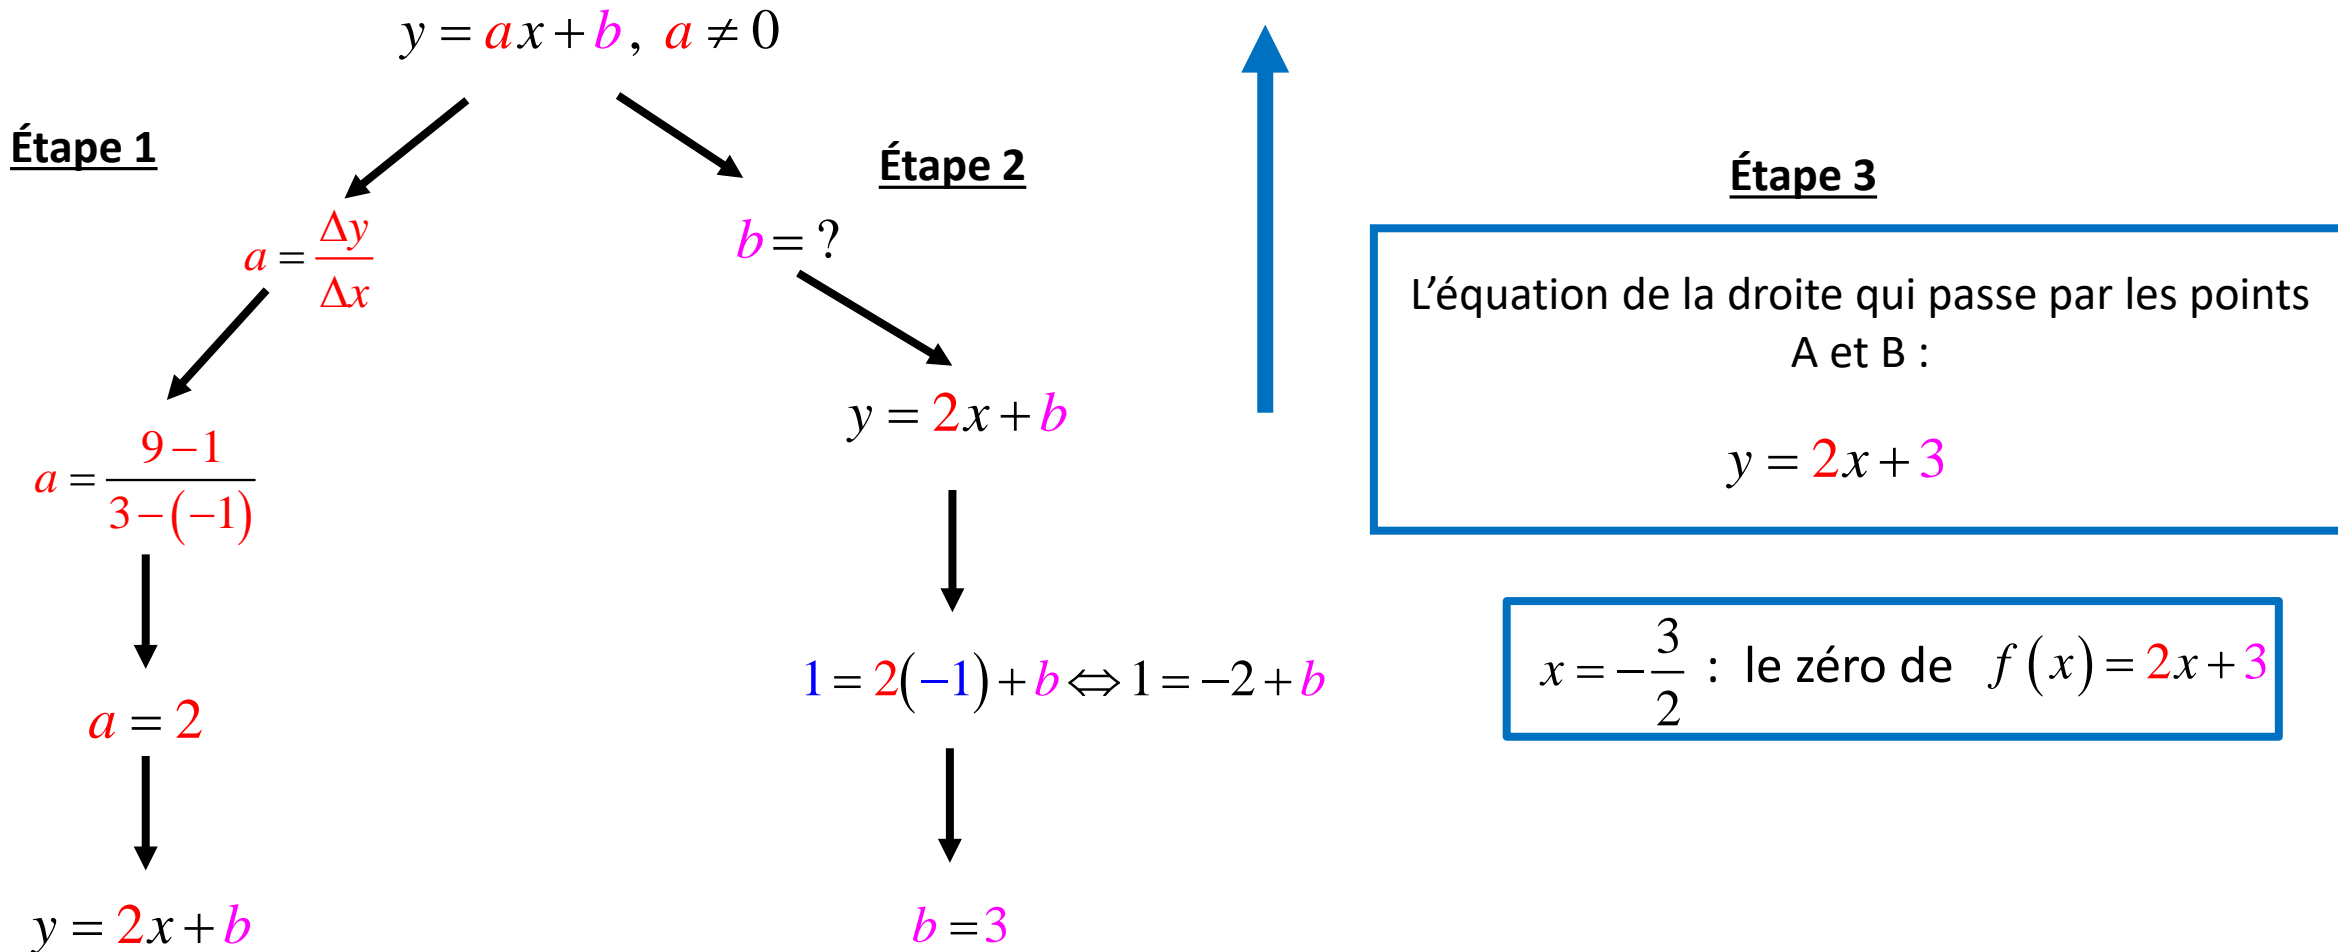 y = ax + b, a ≠ 0
Étape 1
a = Δy/Δx
a = (9 − 1)/(3 − (−1))
a = 2
y = 2x + b
Étape 2
b = ?
y = 2x + b
1 = 2(−1) + b ⇔ 1 = −2 + b
b = 3
Étape 3
L’équation de la droite qui passe par les points
A et B :
y = 2x + 3
x = −3/2 : le zéro de f(x) = 2x + 3